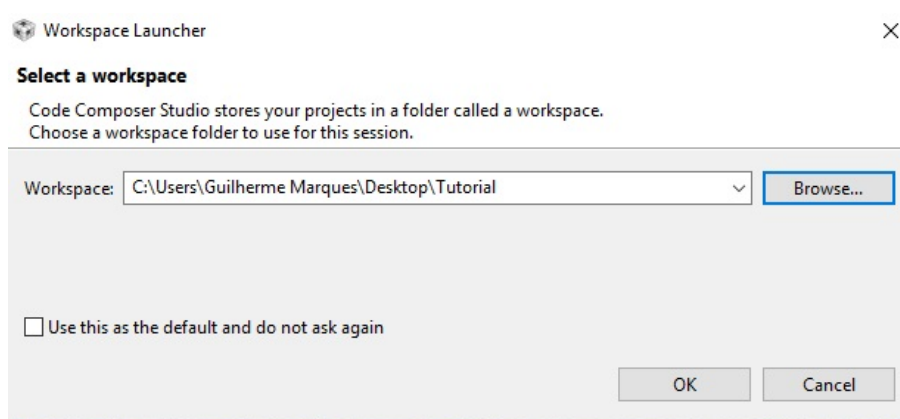 Workspace Launcher
Select a workspace
Code Composer Studio stores your projects in a folder called a workspace.
Choose a workspace folder to use for this session.
Workspace: C:\Users\Guilherme Marques\Desktop\Tutorial Browse...
Use this as the default and do not ask again
OK Cancel